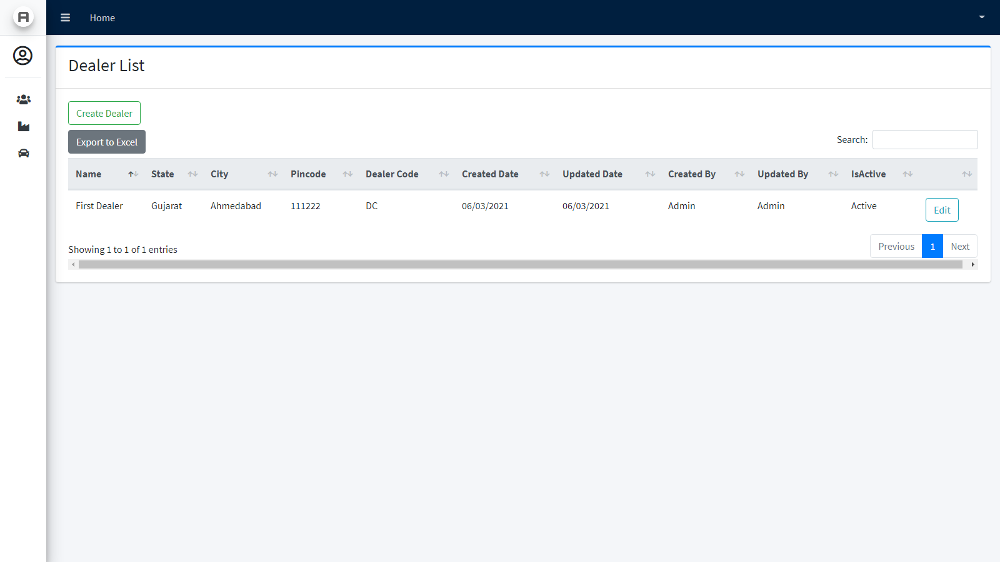 A
Home
Dealer List
Create Dealer
Export to Excel
Search:
Name State City Pincode Dealer Code Created Date Updated Date Created By Updated By IsActive
First Dealer Gujarat Ahmedabad 111222 DC 06/03/2021 06/03/2021 Admin Admin Active Edit
Showing 1 to 1 of 1 entries
Previous 1 Next